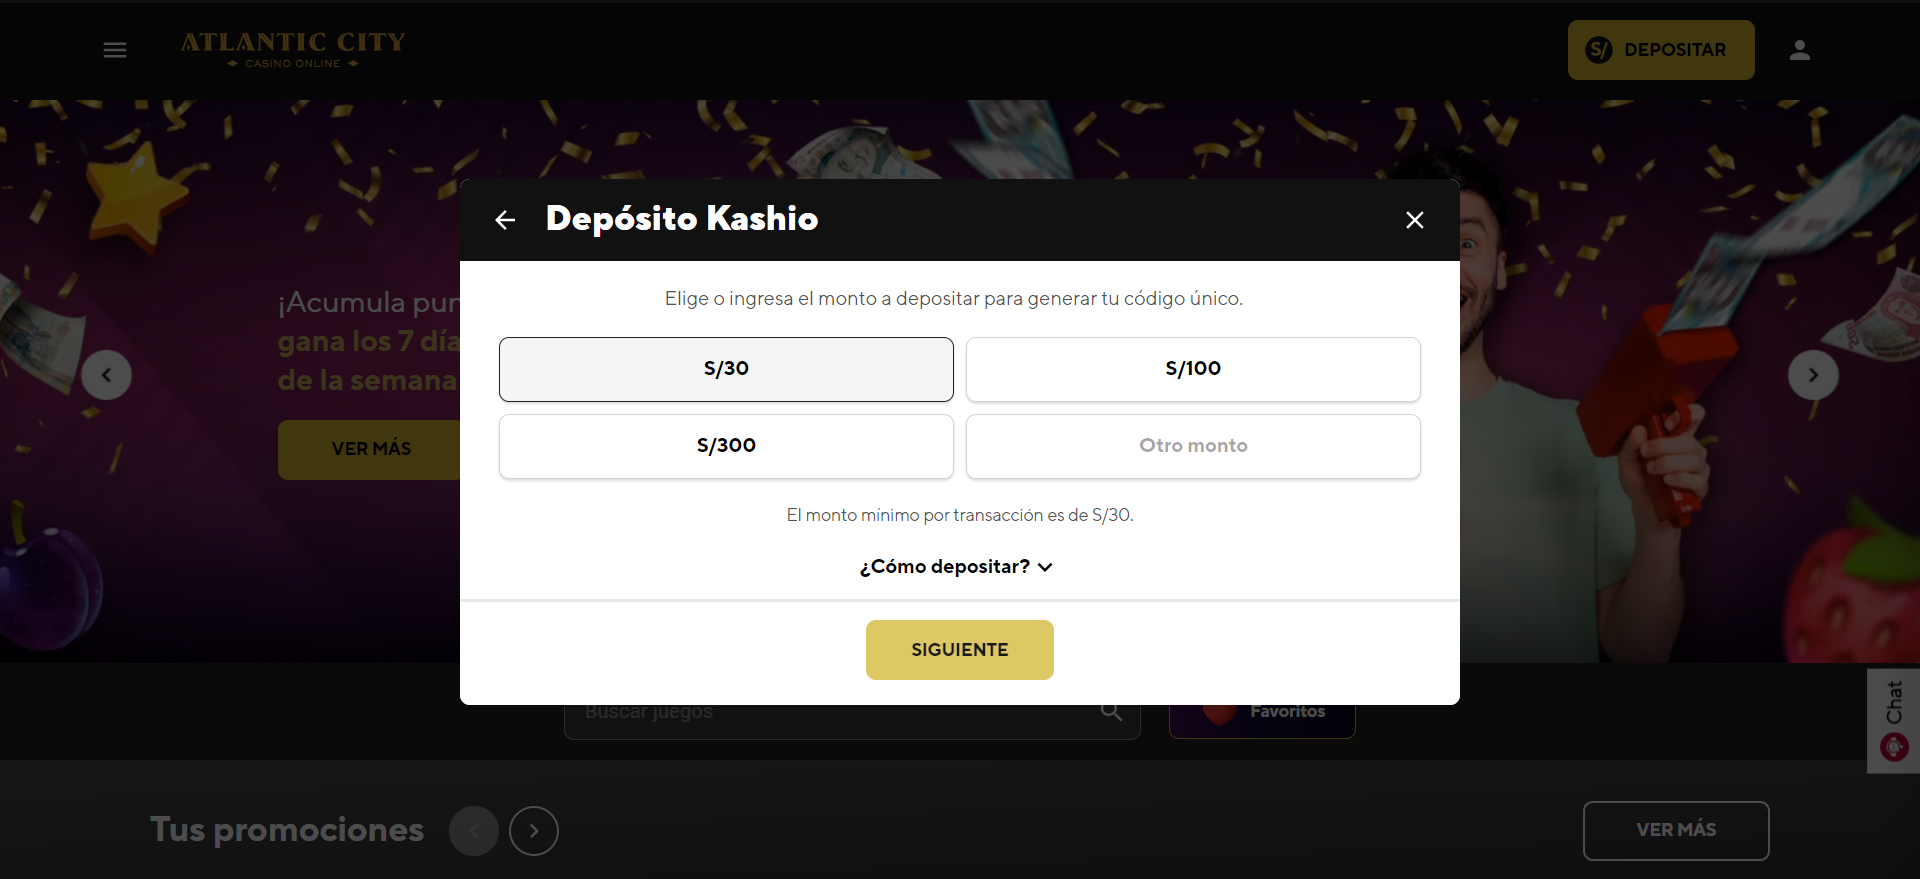 ATLANTIC CITY
CASINO ONLINE
S/ DEPOSITAR
Depósito Kashio
¡Acumula pun
gana los 7 día
de la semana
VER MÁS
Elige o ingresa el monto a depositar para generar tu código único.
S/30
S/100
S/300
Otro monto
El monto mínimo por transacción es de S/30.
¿Cómo depositar?
SIGUIENTE
Buscar juegos
Favoritos
Chat
Tus promociones
VER MÁS